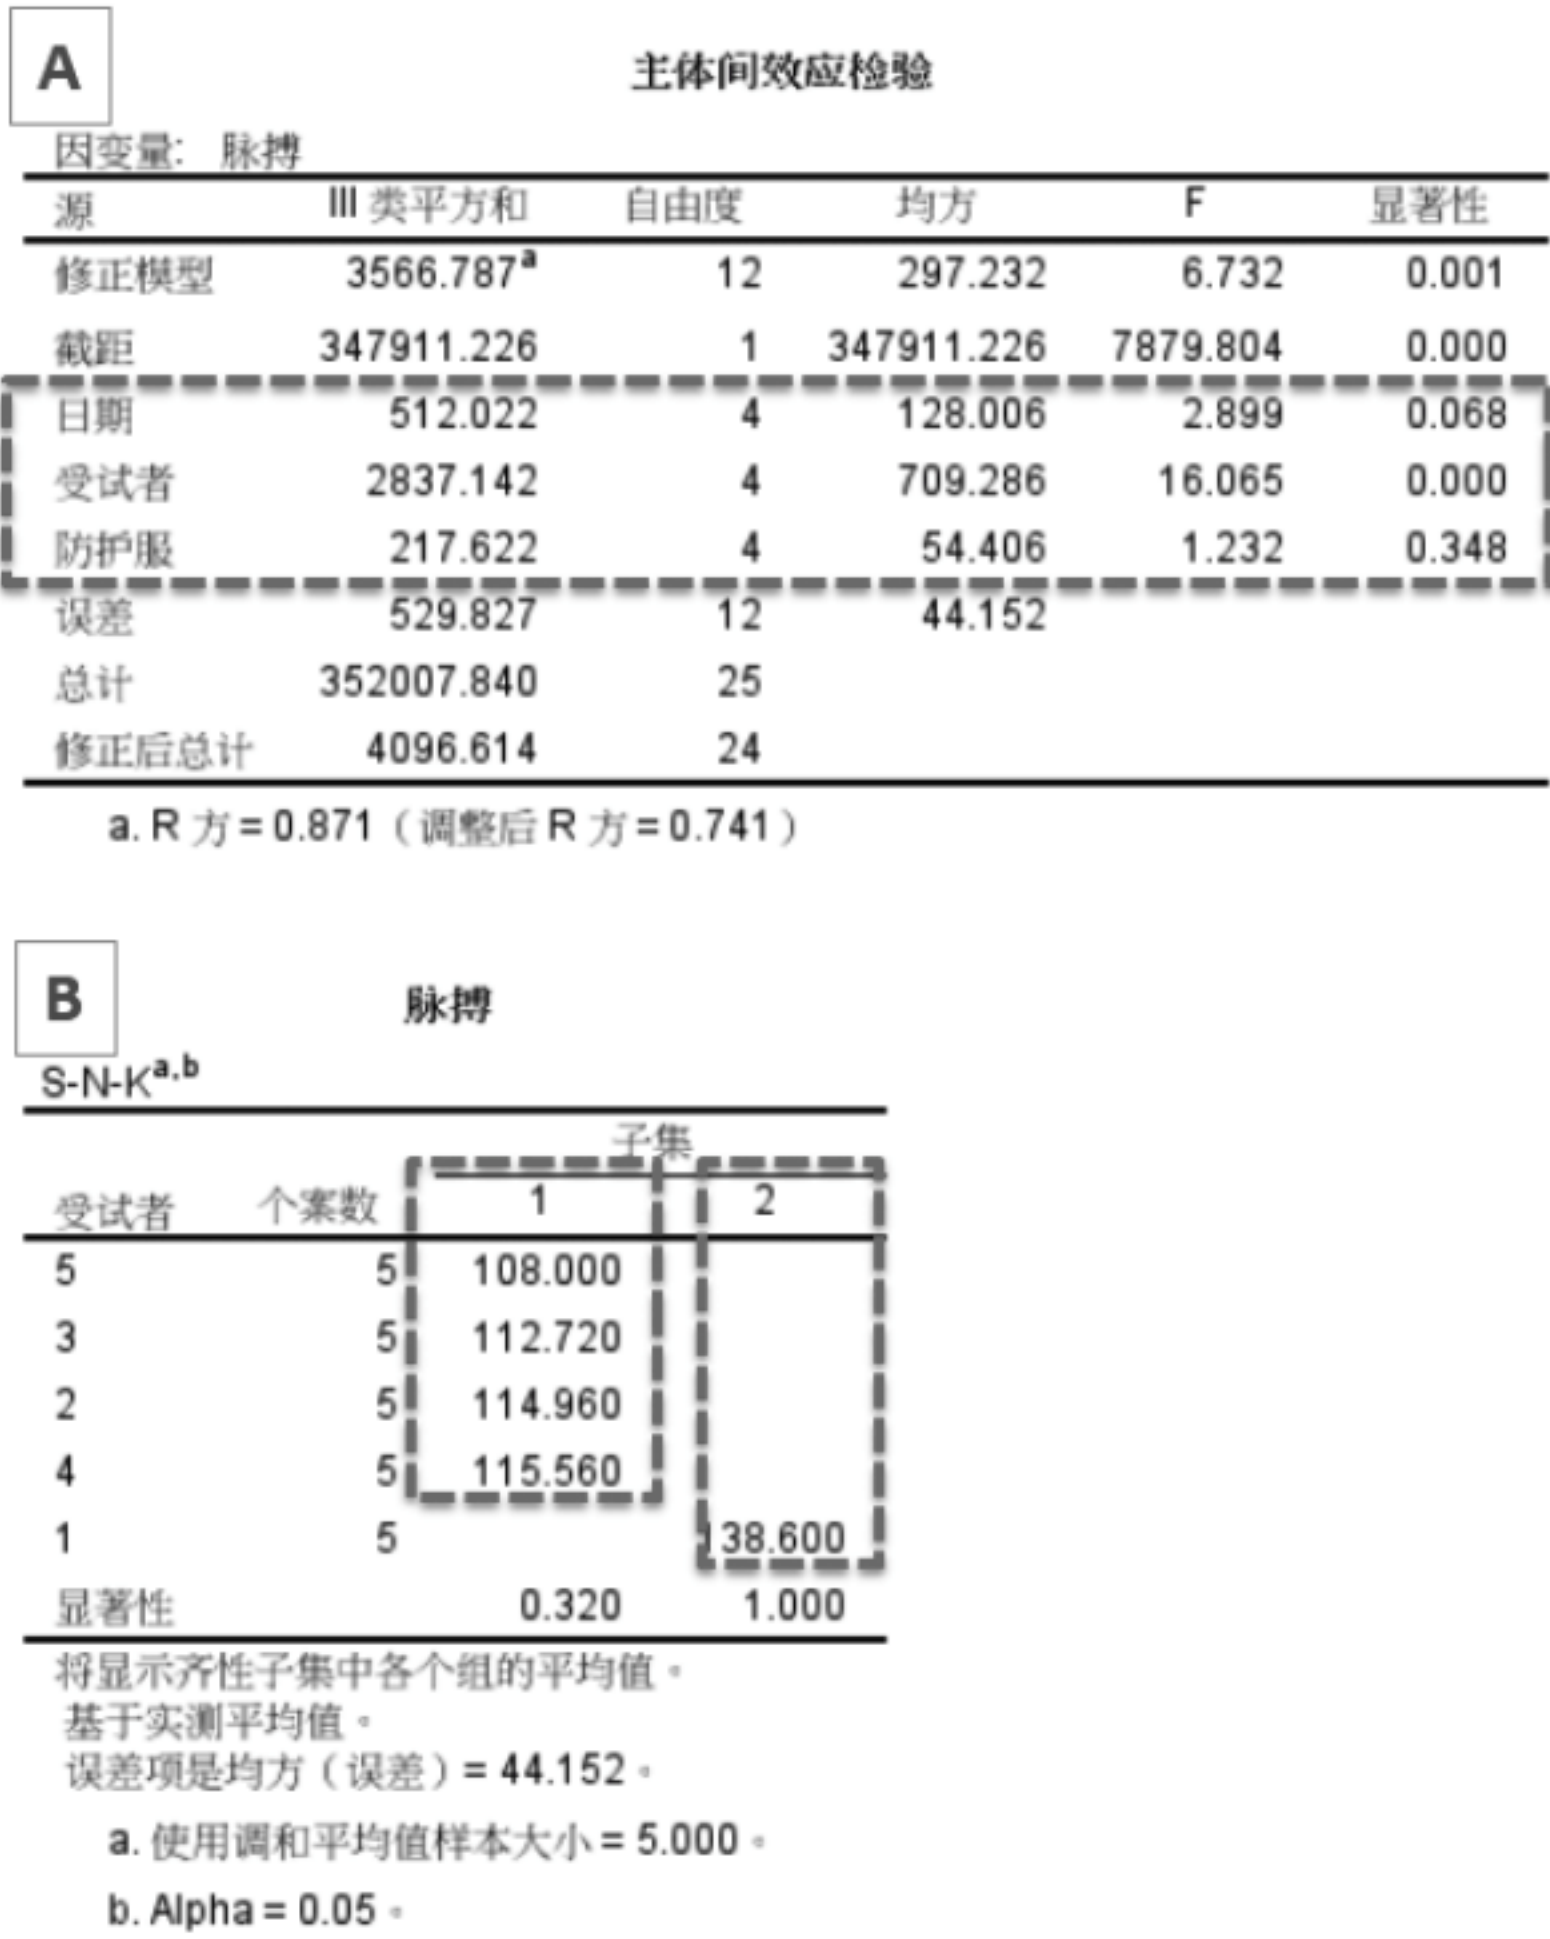 A
主体间效应检验
因变量: 脉搏
源 III 类平方和 自由度 均方 F 显著性
修正模型 3566.787a 12 297.232 6.732 0.001
截距 347911.226 1 347911.226 7879.804 0.000
日期 512.022 4 128.006 2.899 0.068
受试者 2837.142 4 709.286 16.065 0.000
防护服 217.622 4 54.406 1.232 0.348
误差 529.827 12 44.152
总计 352007.840 25
修正后总计 4096.614 24
a. R 方 = 0.871（调整后 R 方 = 0.741）
B
脉搏
S-N-Ka,b
子集
受试者 个案数 1 2
5 5 108.000
3 5 112.720
2 5 114.960
4 5 115.560
1 5 138.600
显著性 0.320 1.000
将显示齐性子集中各个组的平均值。
基于实测平均值。
误差项是均方（误差）= 44.152。
a. 使用调和平均值样本大小 = 5.000。
b. Alpha = 0.05。